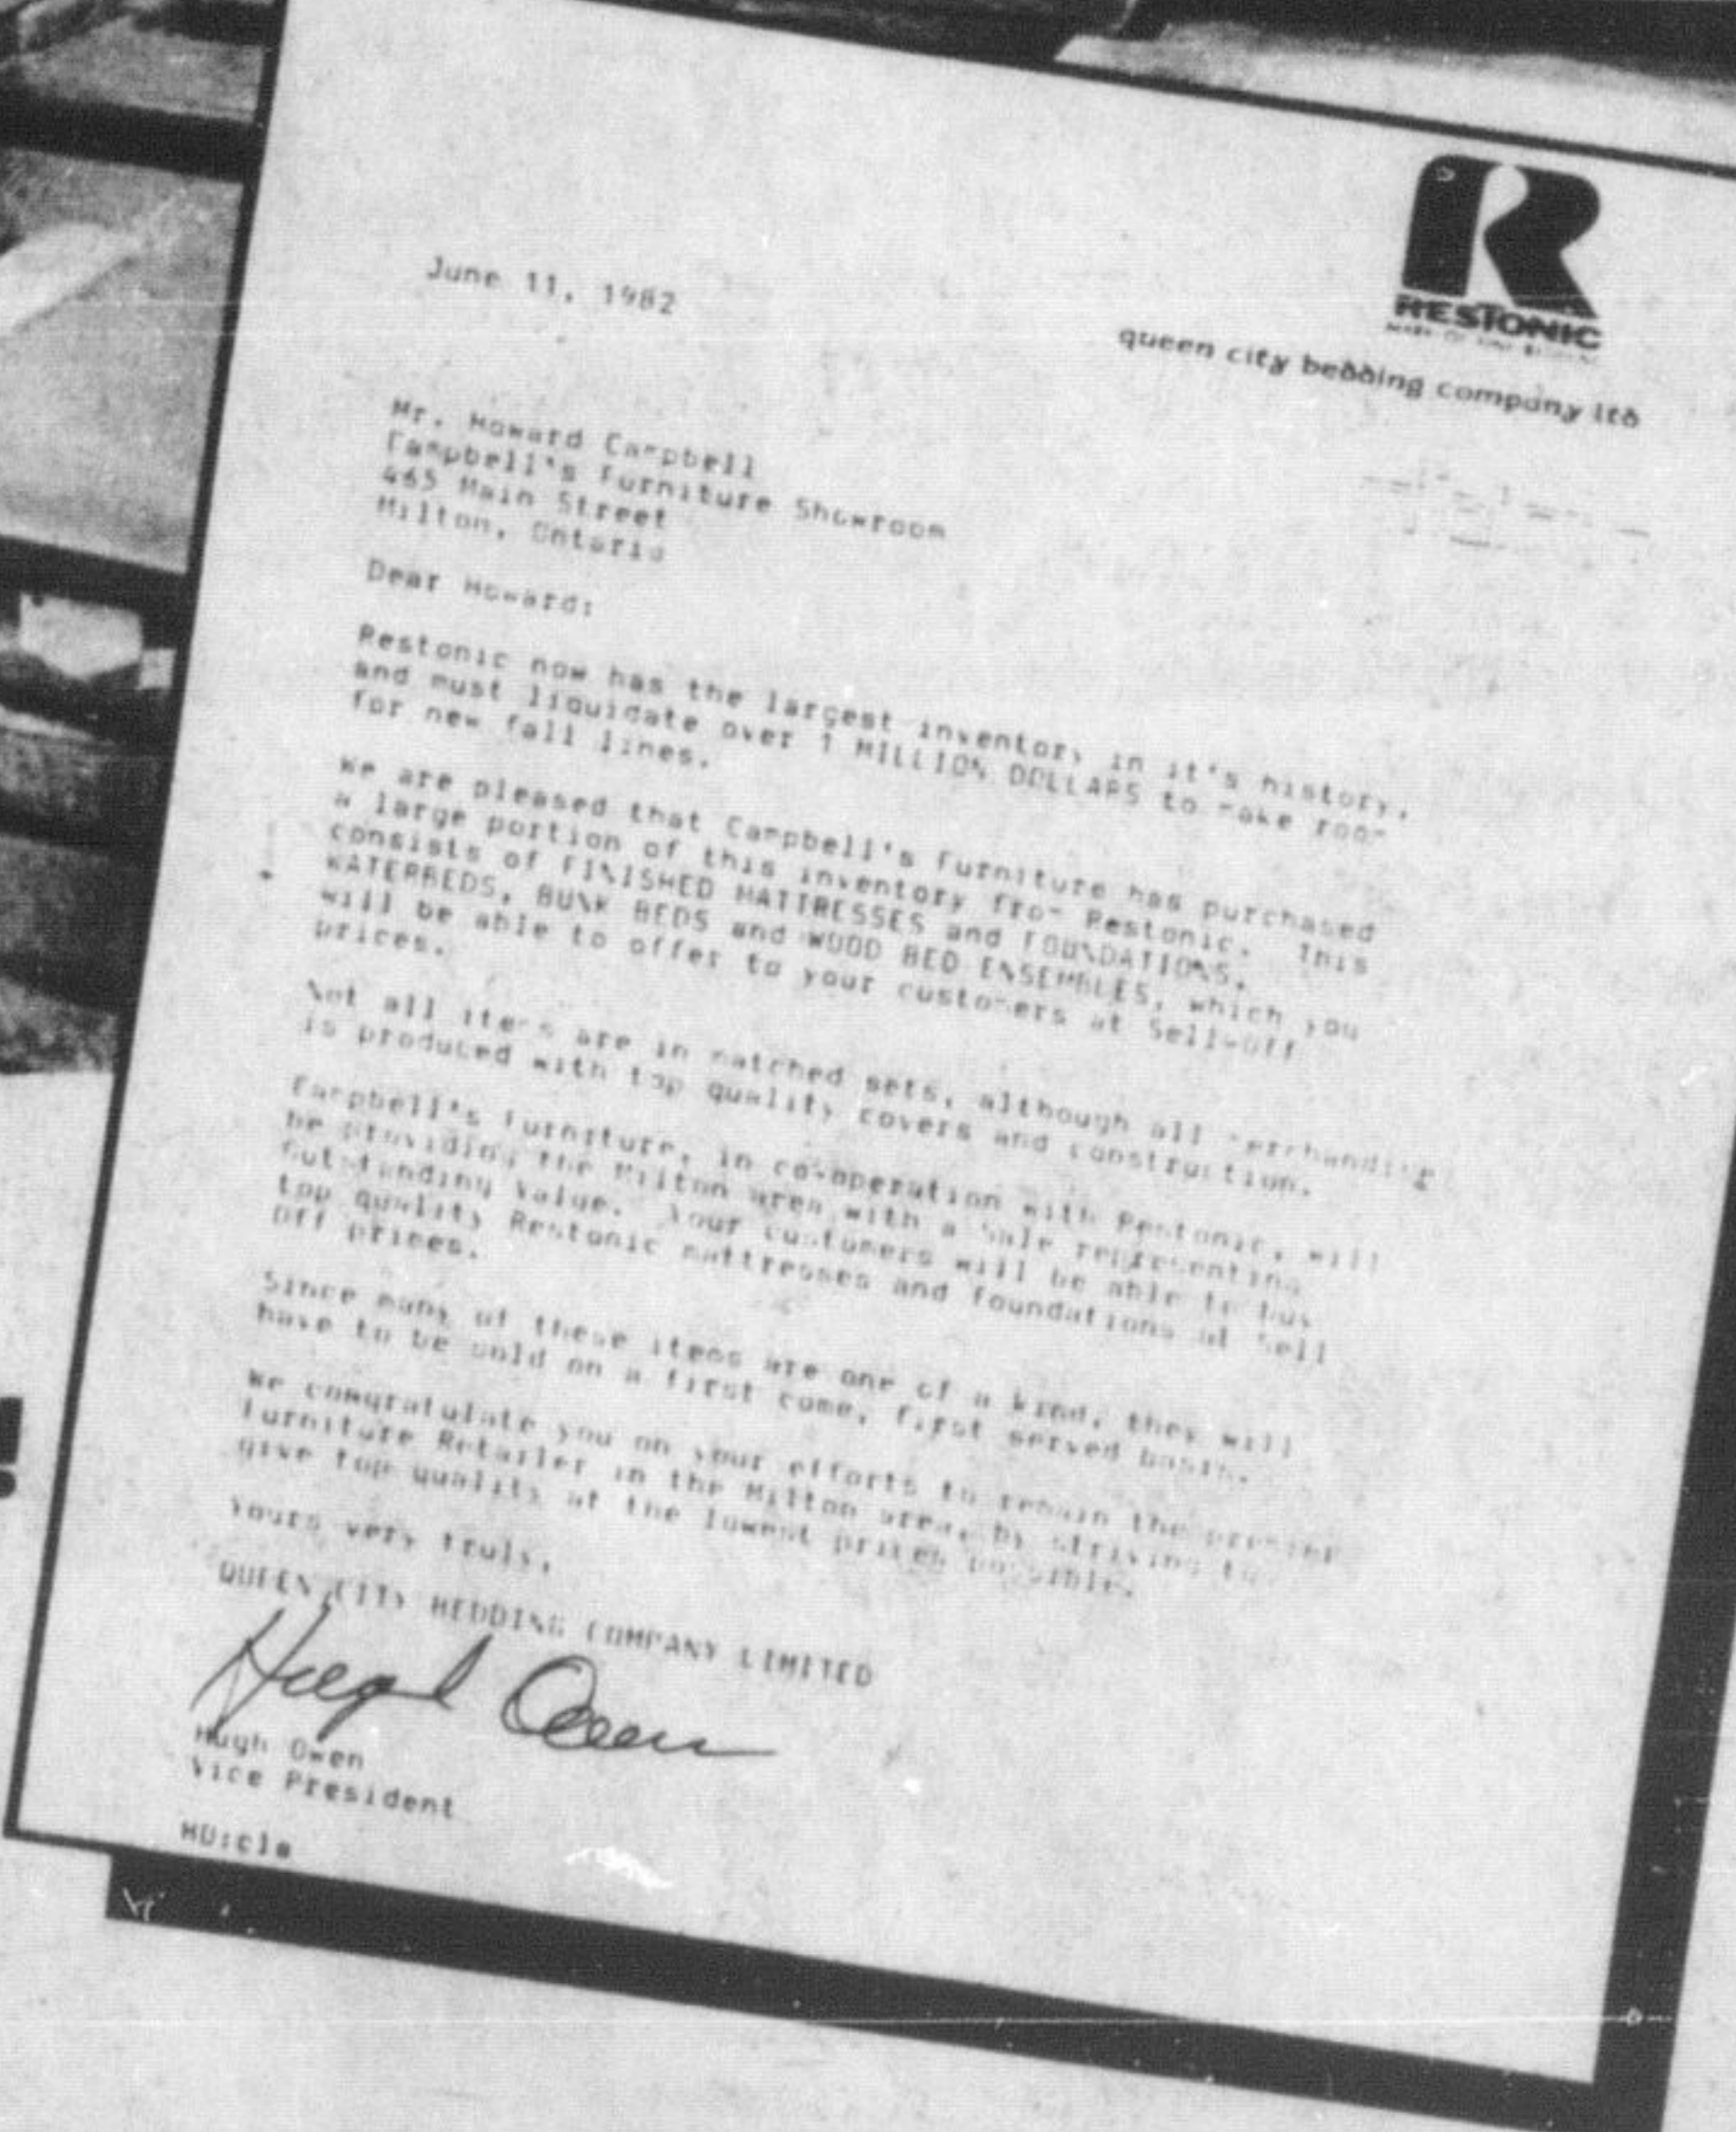 RESTONIC
queen city bedding company ltd
June 11, 1982
Mr. Howard Campbell
Campbell's Furniture Showroom
465 Main Street
Milton, Ontario
Dear Howard:
Restonic now has the largest inventory in it's history,
and must liquidate over 1 MILLION DOLLARS to make room
for new fall lines.
We are pleased that Campbell's Furniture has purchased
a large portion of this inventory from Restonic. This
consists of FINISHED MATTRESSES and FOUNDATIONS,
WATERBEDS, BUNK BEDS and WOOD BED ENSEMBLES, which you
will be able to offer to your customers at Sell-Off
prices.
Not all items are in matched sets, although all merchandise
is produced with top quality covers and construction.
Campbell's Furniture, in co-operation with Restonic, will
be providing the Milton area with a Sale representing
Outstanding Value. Your customers will be able to buy
top quality Restonic mattresses and foundations at Sell
Off prices.
Since many of these items are one of a kind, they will
have to be sold on a first come, first served basis.
We congratulate you on your efforts to remain the premier
Furniture Retailer in the Milton area, by striving to
give top quality at the lowest prices possible.
Yours very truly,
QUEEN CITY BEDDING COMPANY LIMITED
Hugh Owen
Hugh Owen
Vice President
HO:cla